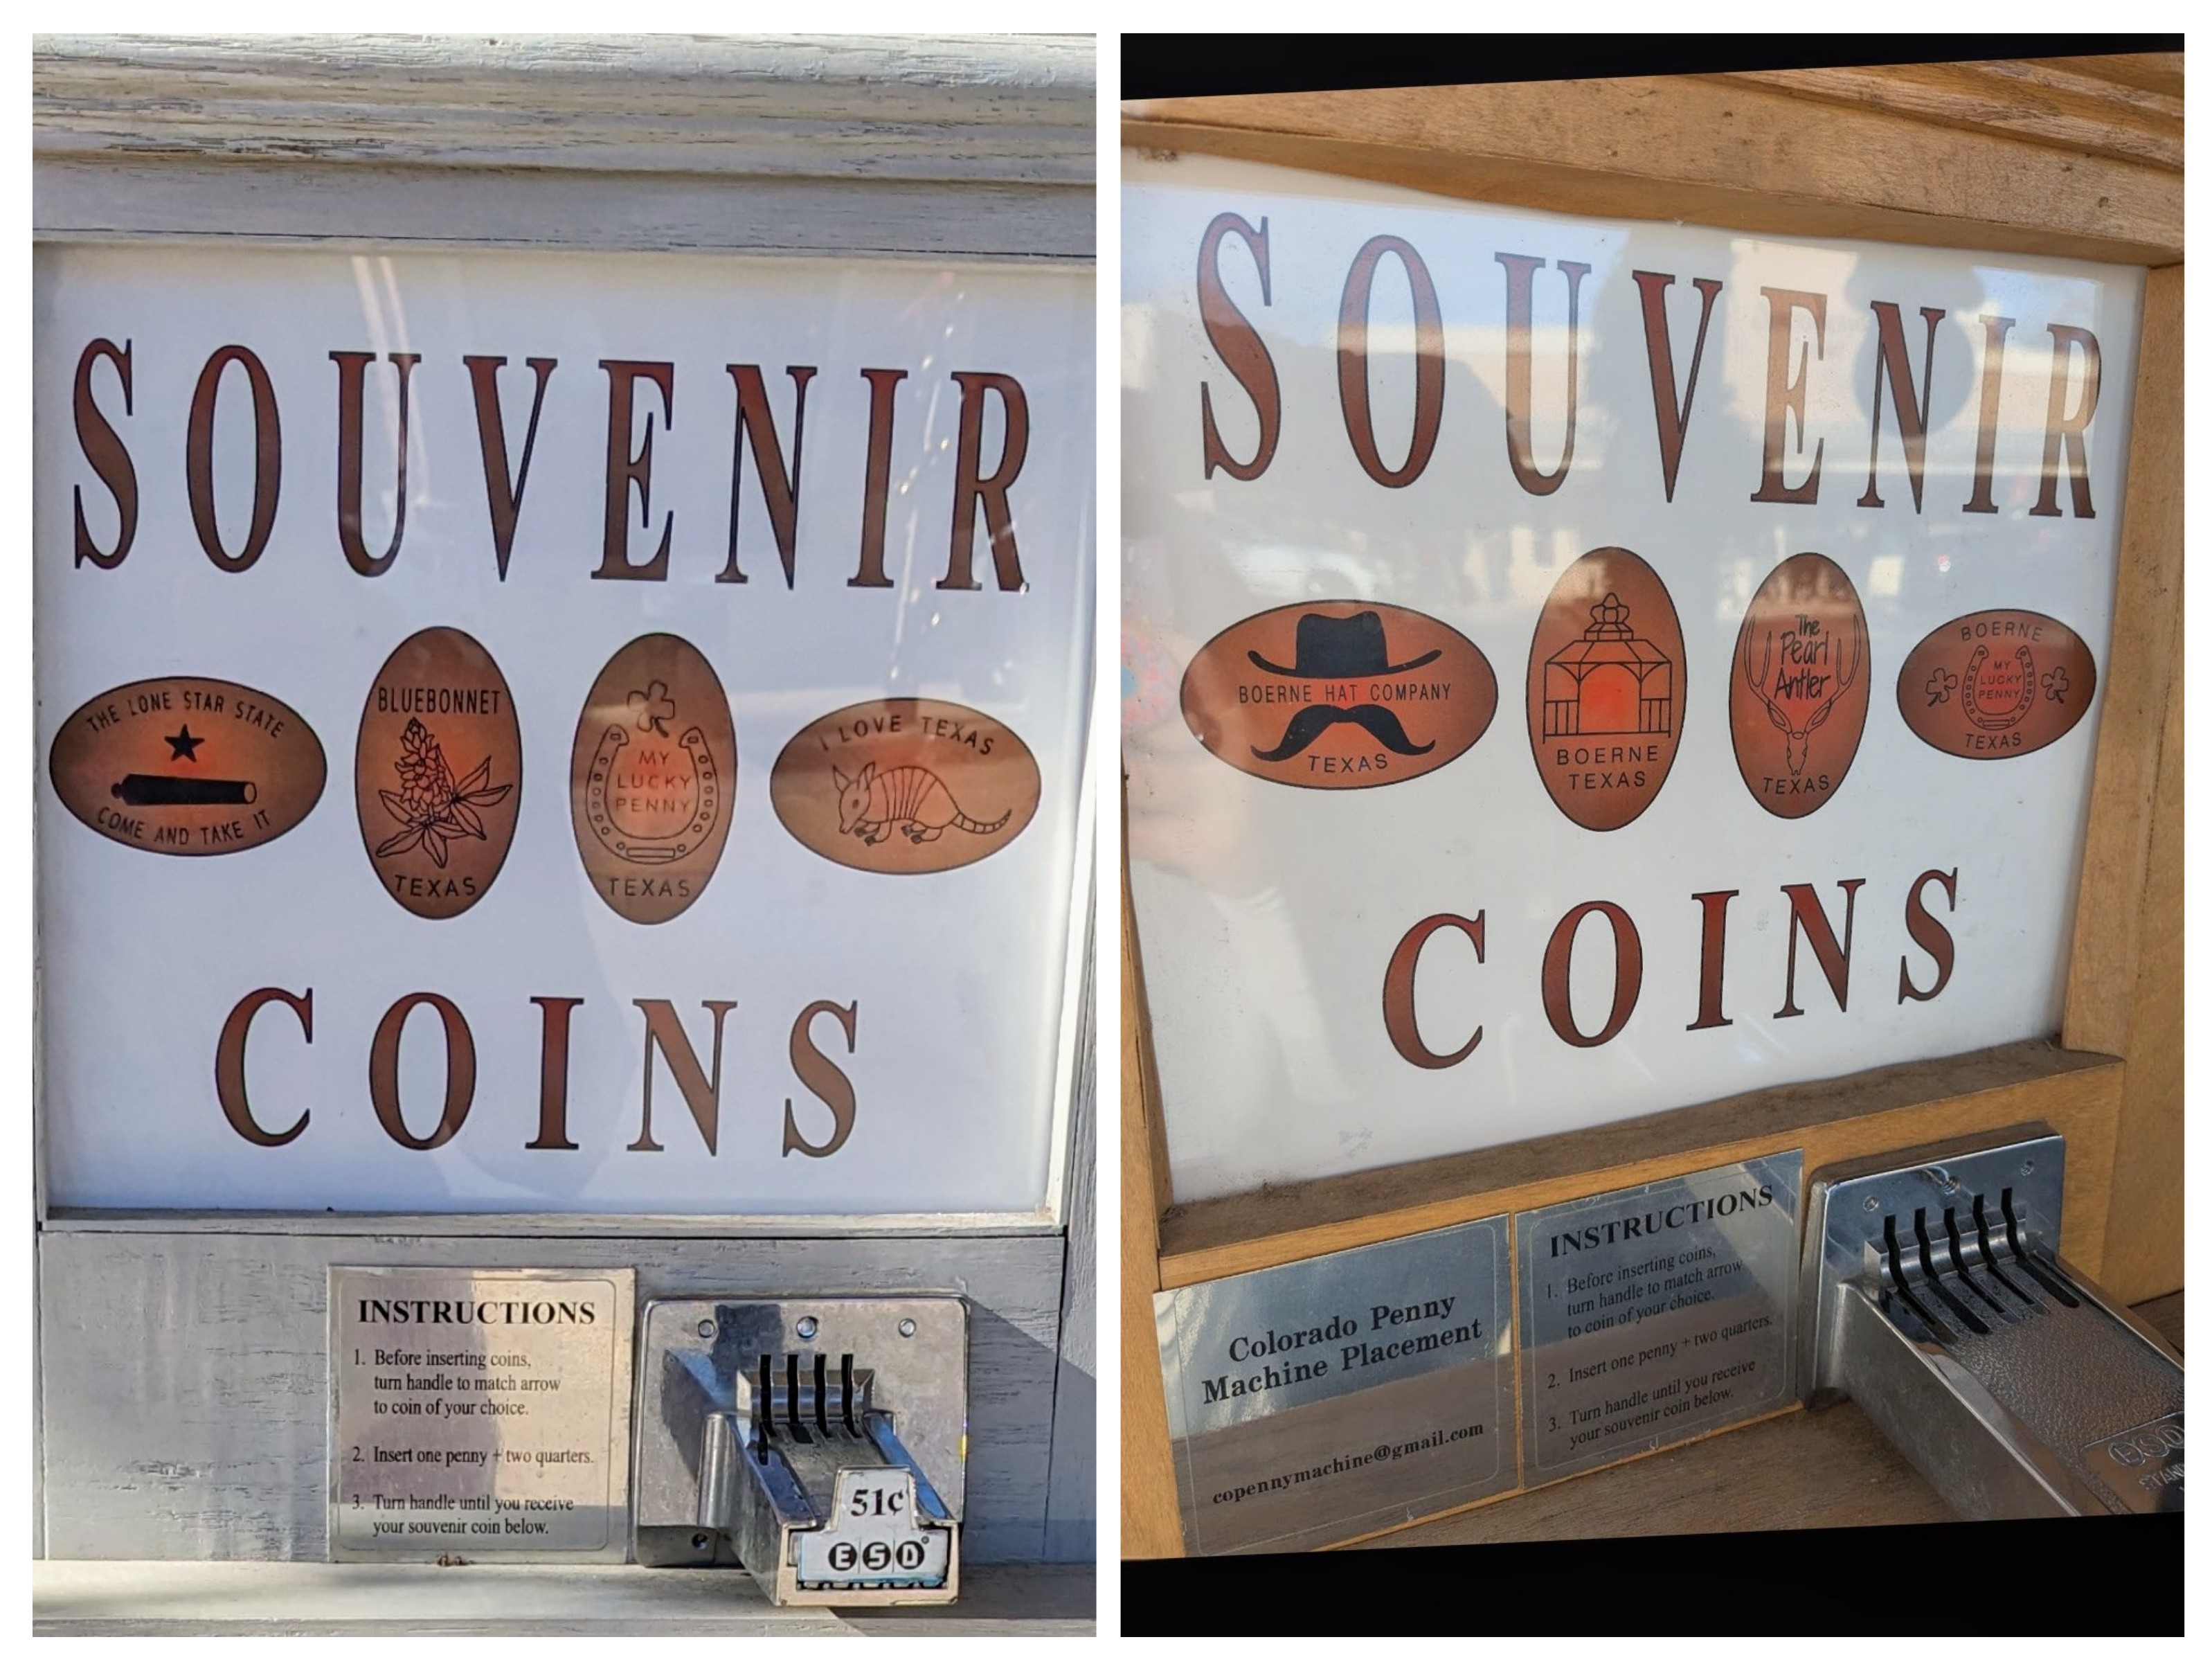 SOUVENIR
THE LONE STAR STATE
COME AND TAKE IT
BLUEBONNET
TEXAS
MY
LUCKY
PENNY
TEXAS
I LOVE TEXAS
COINS
INSTRUCTIONS
1. Before inserting coins,
turn handle to match arrow
to coin of your choice.
2. Insert one penny + two quarters.
3. Turn handle until you receive
your souvenir coin below.
51¢
ESD
SOUVENIR
BOERNE HAT COMPANY
TEXAS
BOERNE
TEXAS
The
Pearl
Antler
TEXAS
BOERNE
MY
LUCKY
PENNY
TEXAS
COINS
Colorado Penny
Machine Placement
copennymachine@gmail.com
INSTRUCTIONS
1. Before inserting coins,
turn handle to match arrow
to coin of your choice.
2. Insert one penny + two quarters.
3. Turn handle until you receive
your souvenir coin below.
ESD